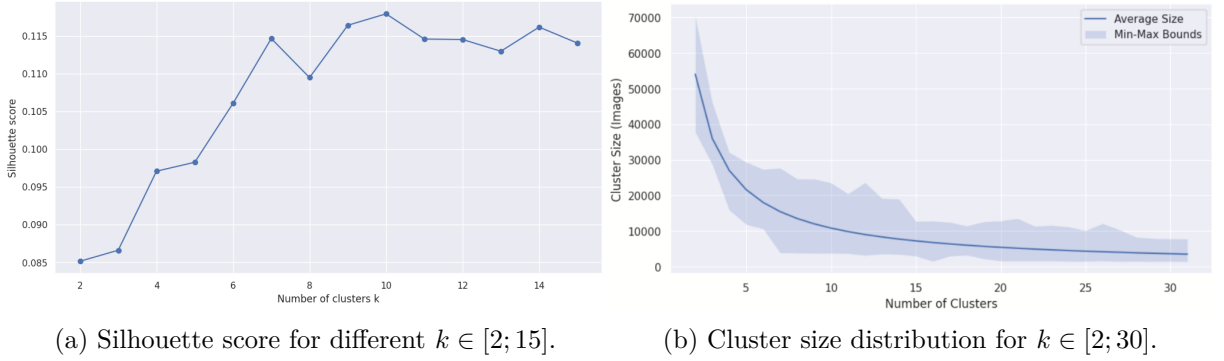 0.115
0.110
0.105
0.100
0.095
0.090
0.085
Silhouette score
2 4 6 8 10 12 14
Number of clusters k
70000
60000
50000
40000
30000
20000
10000
0
Cluster Size (Images)
Average Size
Min-Max Bounds
5 10 15 20 25 30
Number of Clusters
(a) Silhouette score for different k ∈ [2; 15].
(b) Cluster size distribution for k ∈ [2; 30].